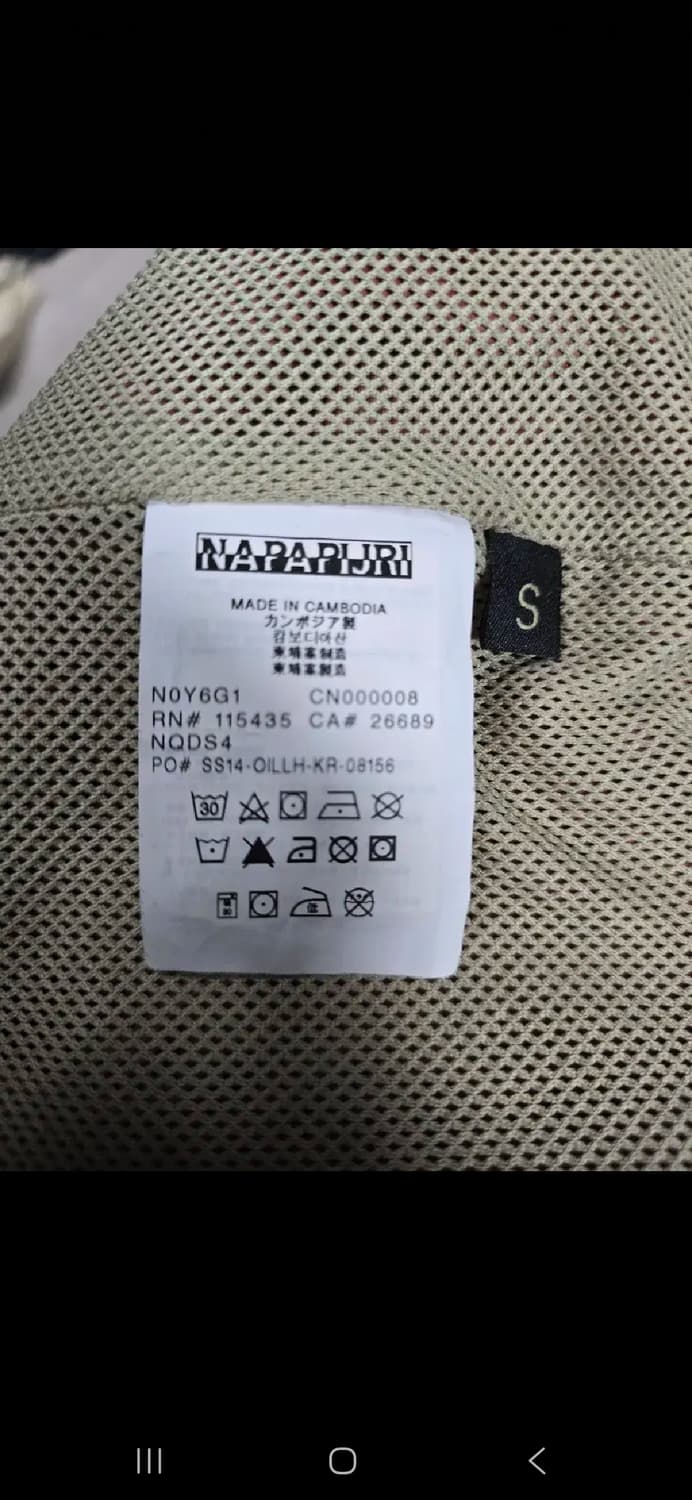 NAPAPIJRI
S
MADE IN CAMBODIA
カンボジア製
캄보디아산
柬埔寨制造
柬埔寨製造
N0Y6G1 CN000008
RN# 115435 CA# 26689
NQDS4
PO# SS14-OILLH-KR-08156
30